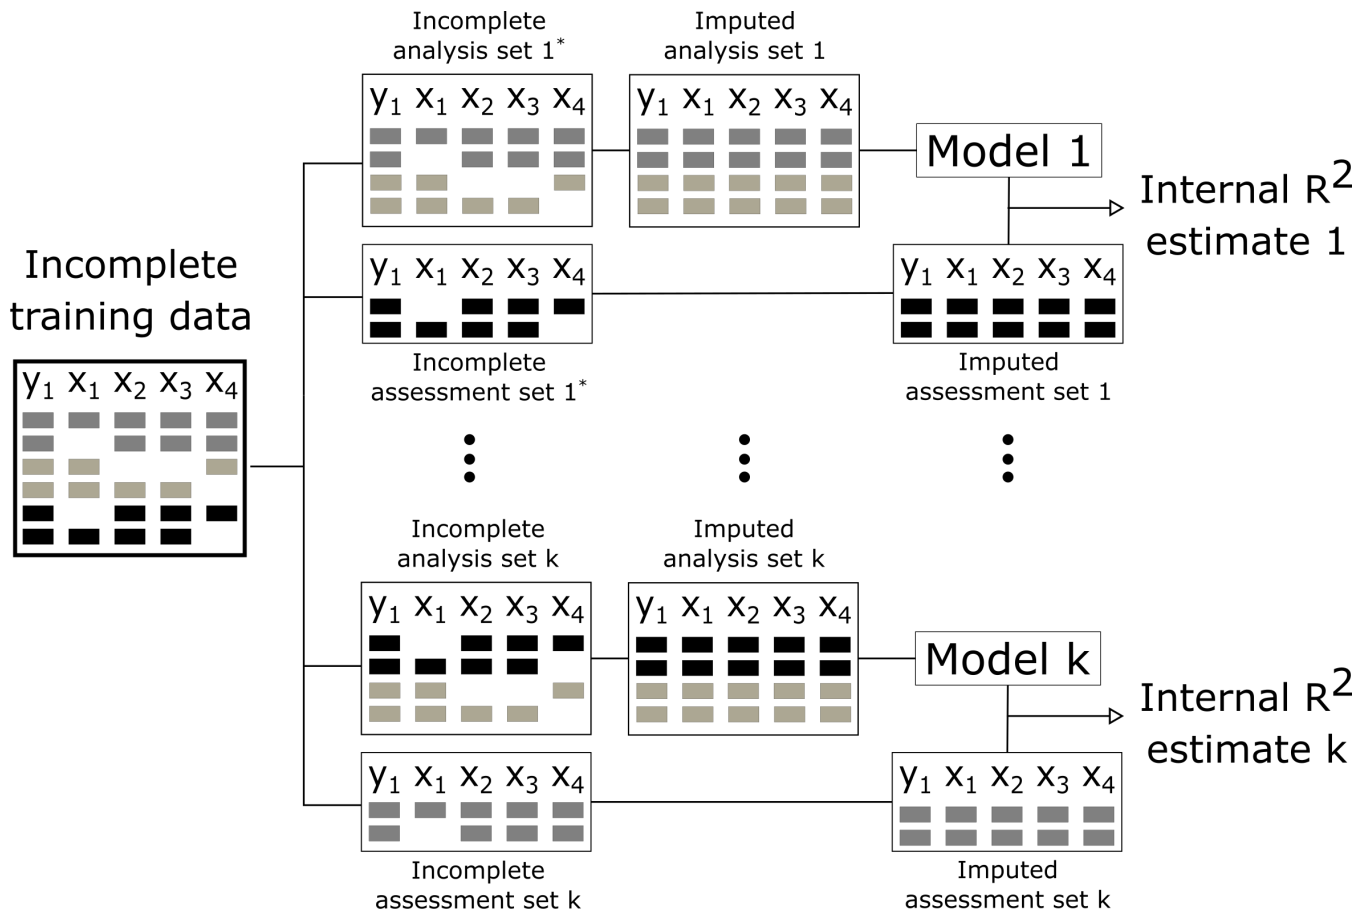 Incomplete
training data
y1 x1 x2 x3 x4
Incomplete
analysis set 1*
y1 x1 x2 x3 x4
Imputed
analysis set 1
y1 x1 x2 x3 x4
Model 1
Internal R2
estimate 1
y1 x1 x2 x3 x4
Incomplete
assessment set 1*
y1 x1 x2 x3 x4
Imputed
assessment set 1
Incomplete
analysis set k
y1 x1 x2 x3 x4
Imputed
analysis set k
y1 x1 x2 x3 x4
Model k
Internal R2
estimate k
y1 x1 x2 x3 x4
Incomplete
assessment set k
y1 x1 x2 x3 x4
Imputed
assessment set k